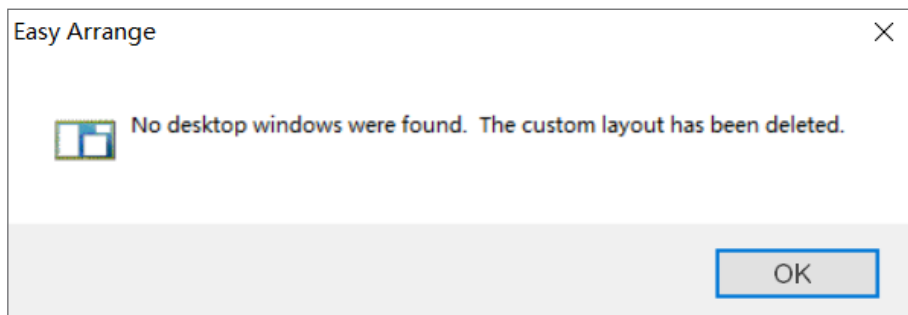 Easy Arrange
No desktop windows were found.  The custom layout has been deleted.
OK